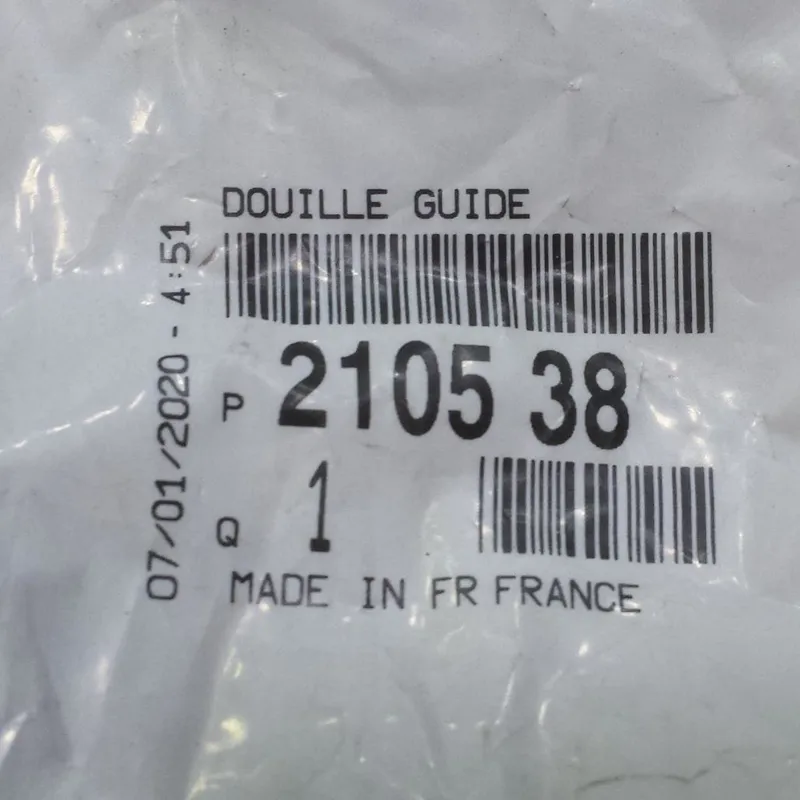 DOUILLE GUIDE
P 2105 38
Q 1
MADE IN FR FRANCE
07/01/2020 - 4:51